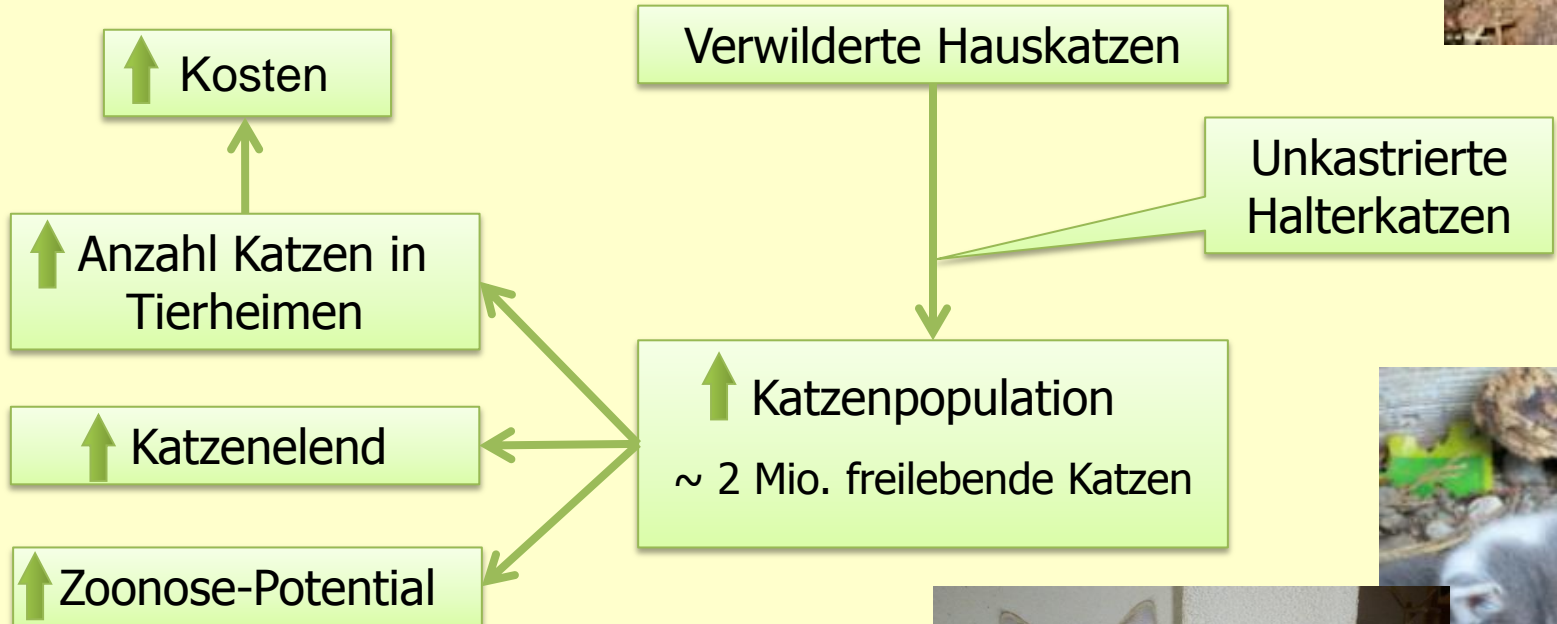 Kosten
Verwilderte Hauskatzen
Unkastrierte
Halterkatzen
Anzahl Katzen in
Tierheimen
Katzenpopulation
~ 2 Mio. freilebende Katzen
Katzenelend
Zoonose-Potential